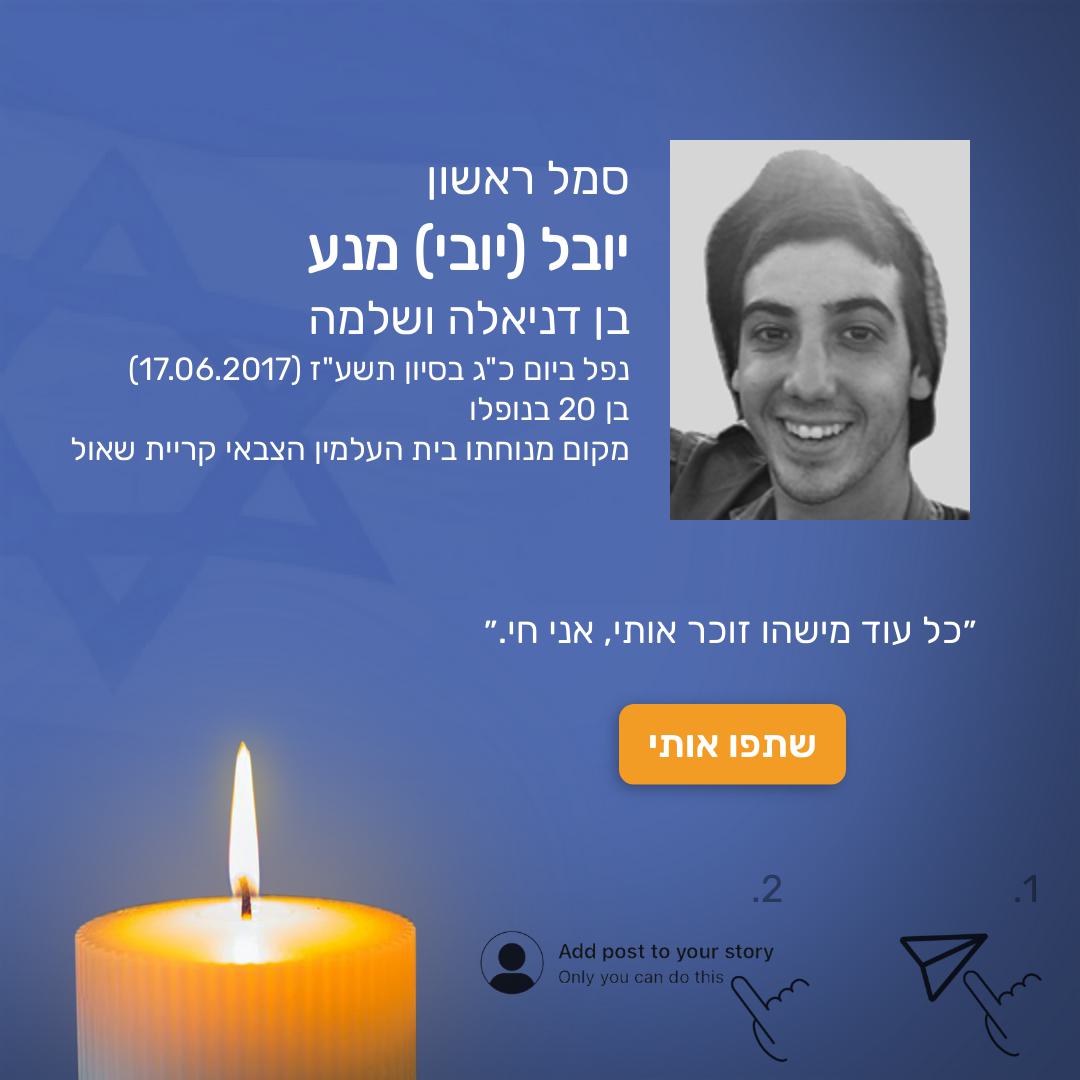 סמל ראשון
יובל (יובי) מנע
בן דניאלה ושלמה
נפל ביום כ"ג בסיון תשע"ז (17.06.2017)
בן 20 בנופלו
מקום מנוחתו בית העלמין הצבאי קריית שאול
״כל עוד מישהו זוכר אותי, אני חי.״
שתפו אותי
1.
2.
Add post to your story
Only you can do this